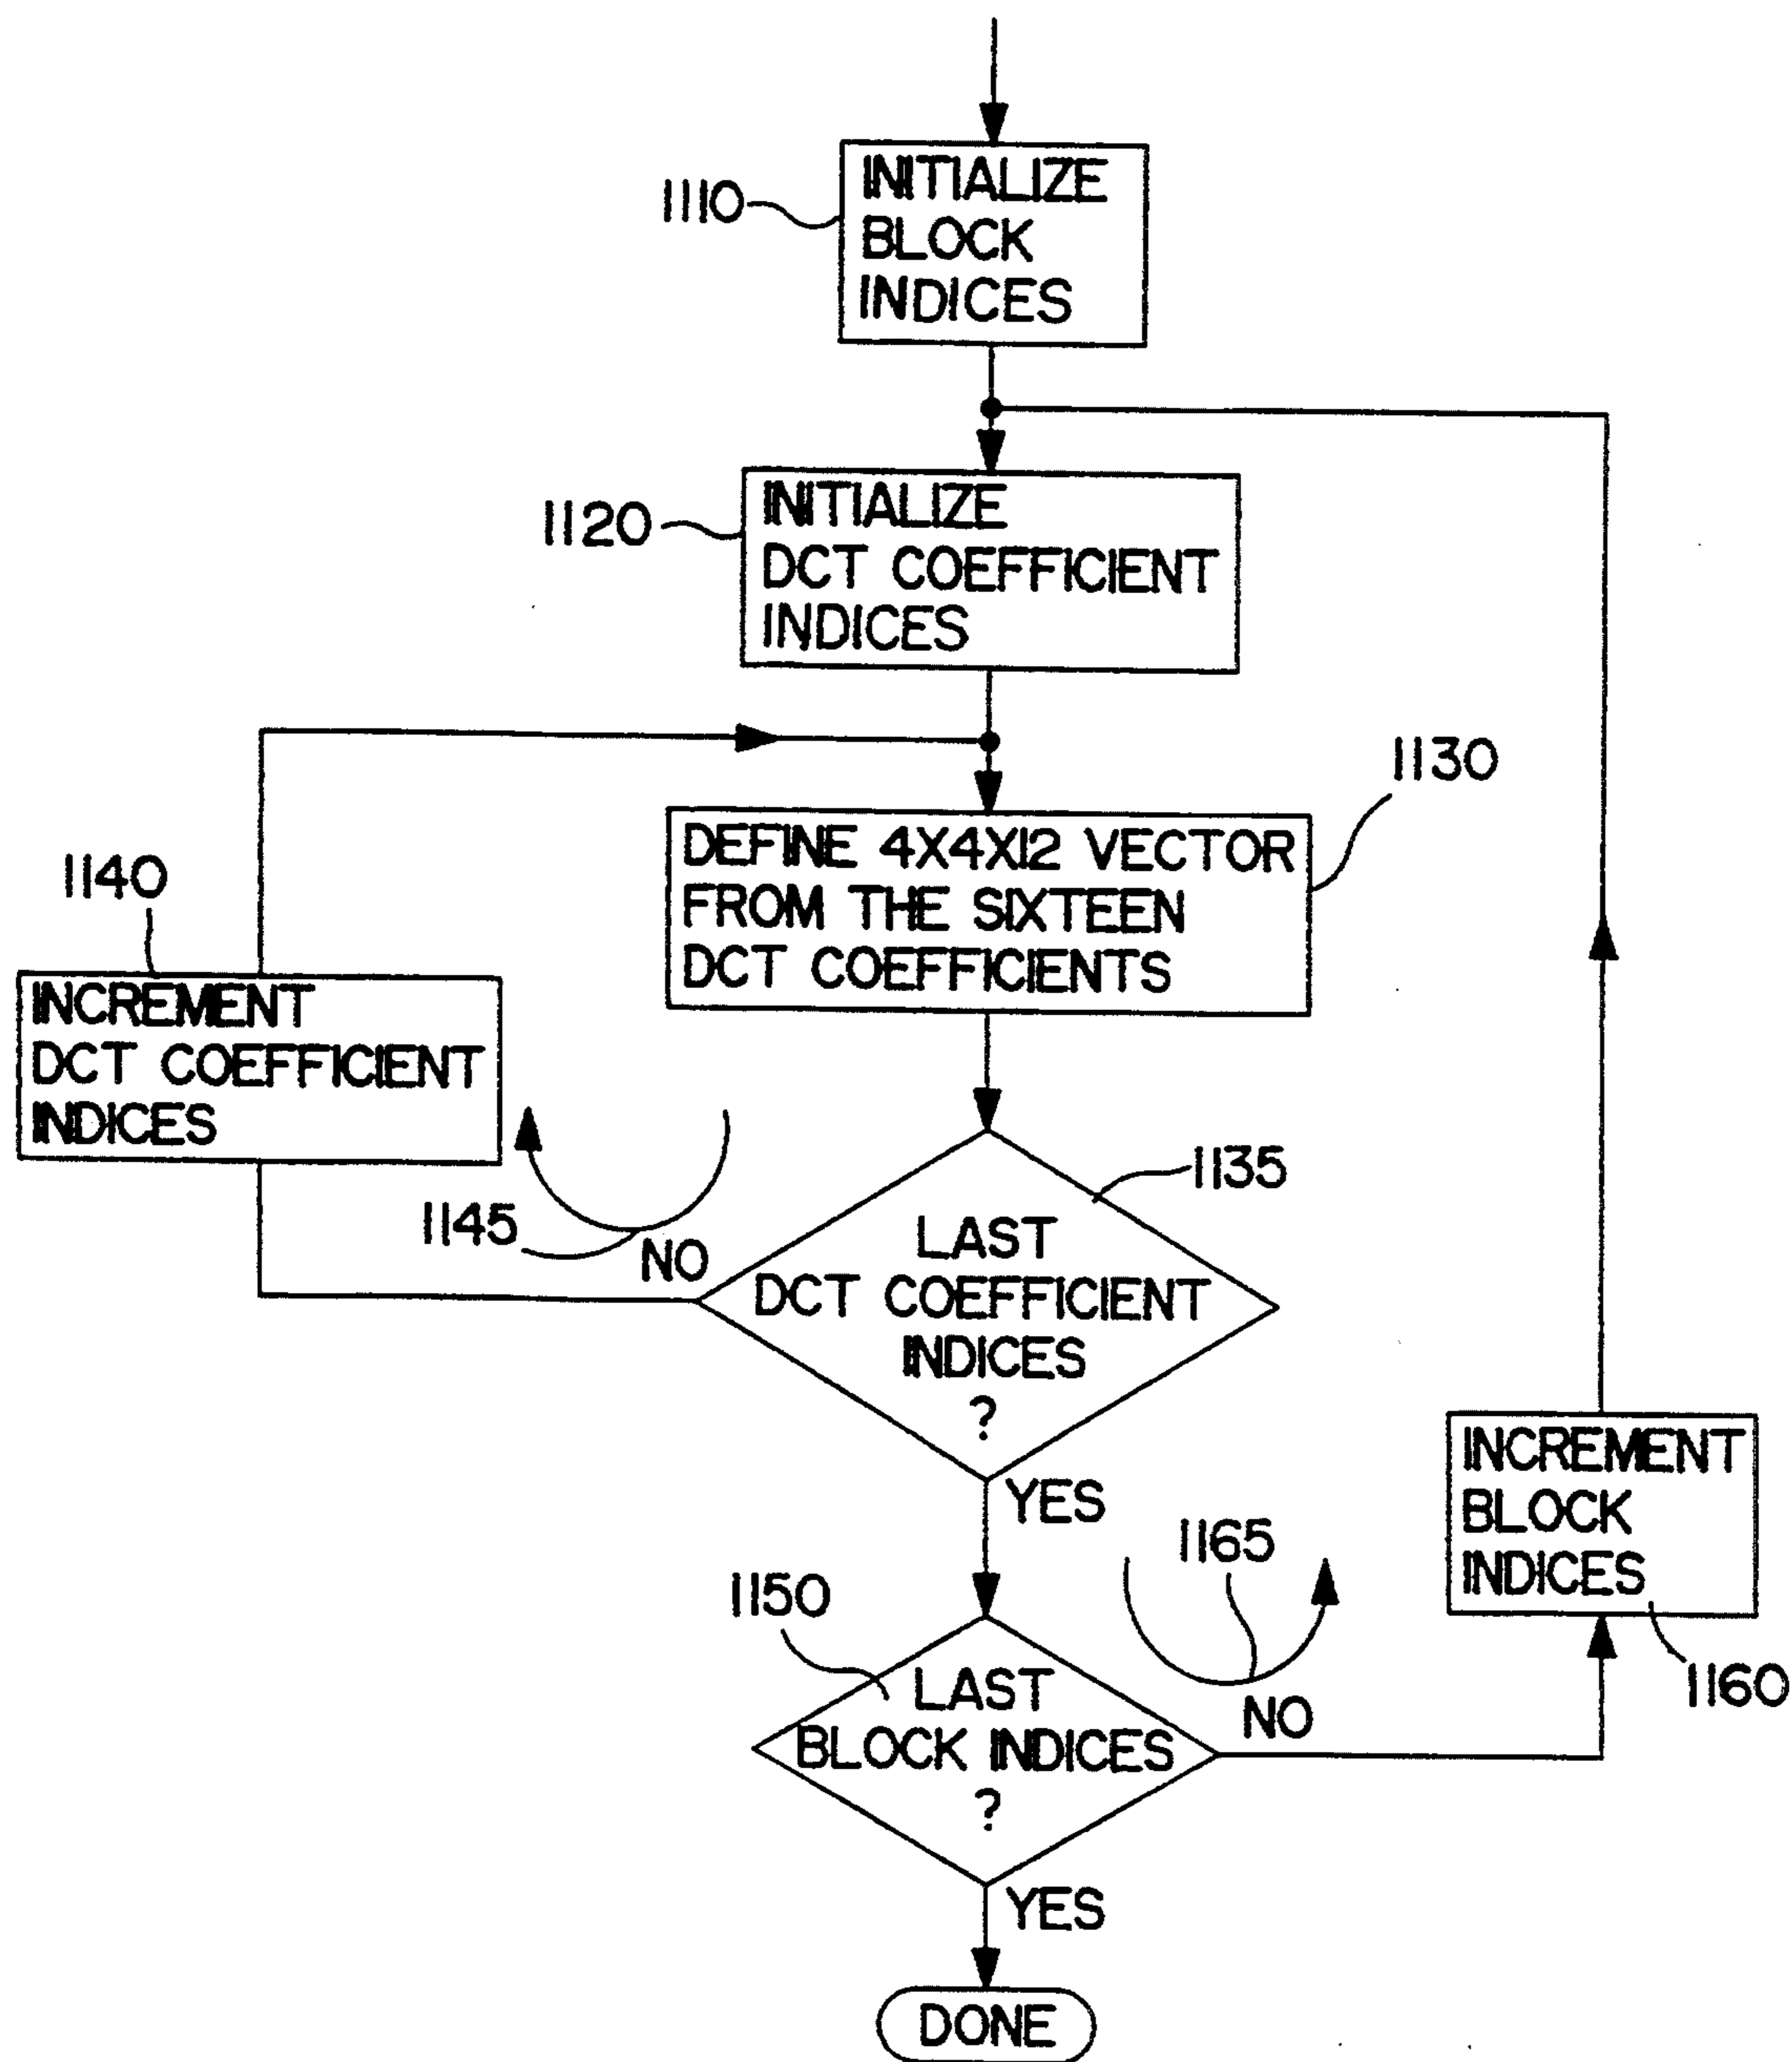 1110
INITIALIZE
BLOCK
INDICES
1120
INITIALIZE
DCT COEFFICIENT
INDICES
1130
DEFINE 4X4X12 VECTOR
FROM THE SIXTEEN
DCT COEFFICIENTS
1140
INCREMENT
DCT COEFFICIENT
INDICES
1145
NO
1135
LAST
DCT COEFFICIENT
INDICES
?
YES
1150
LAST
BLOCK INDICES
?
1165
NO
INCREMENT
BLOCK
INDICES
1160
YES
DONE